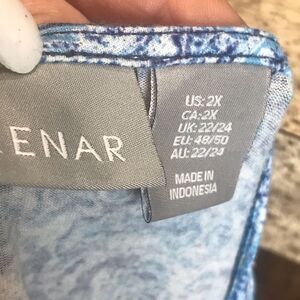 ENAR
US: 2X
CA: 2X
UK: 22/24
EU: 48/50
AU: 22/24
MADE IN
INDONESIA